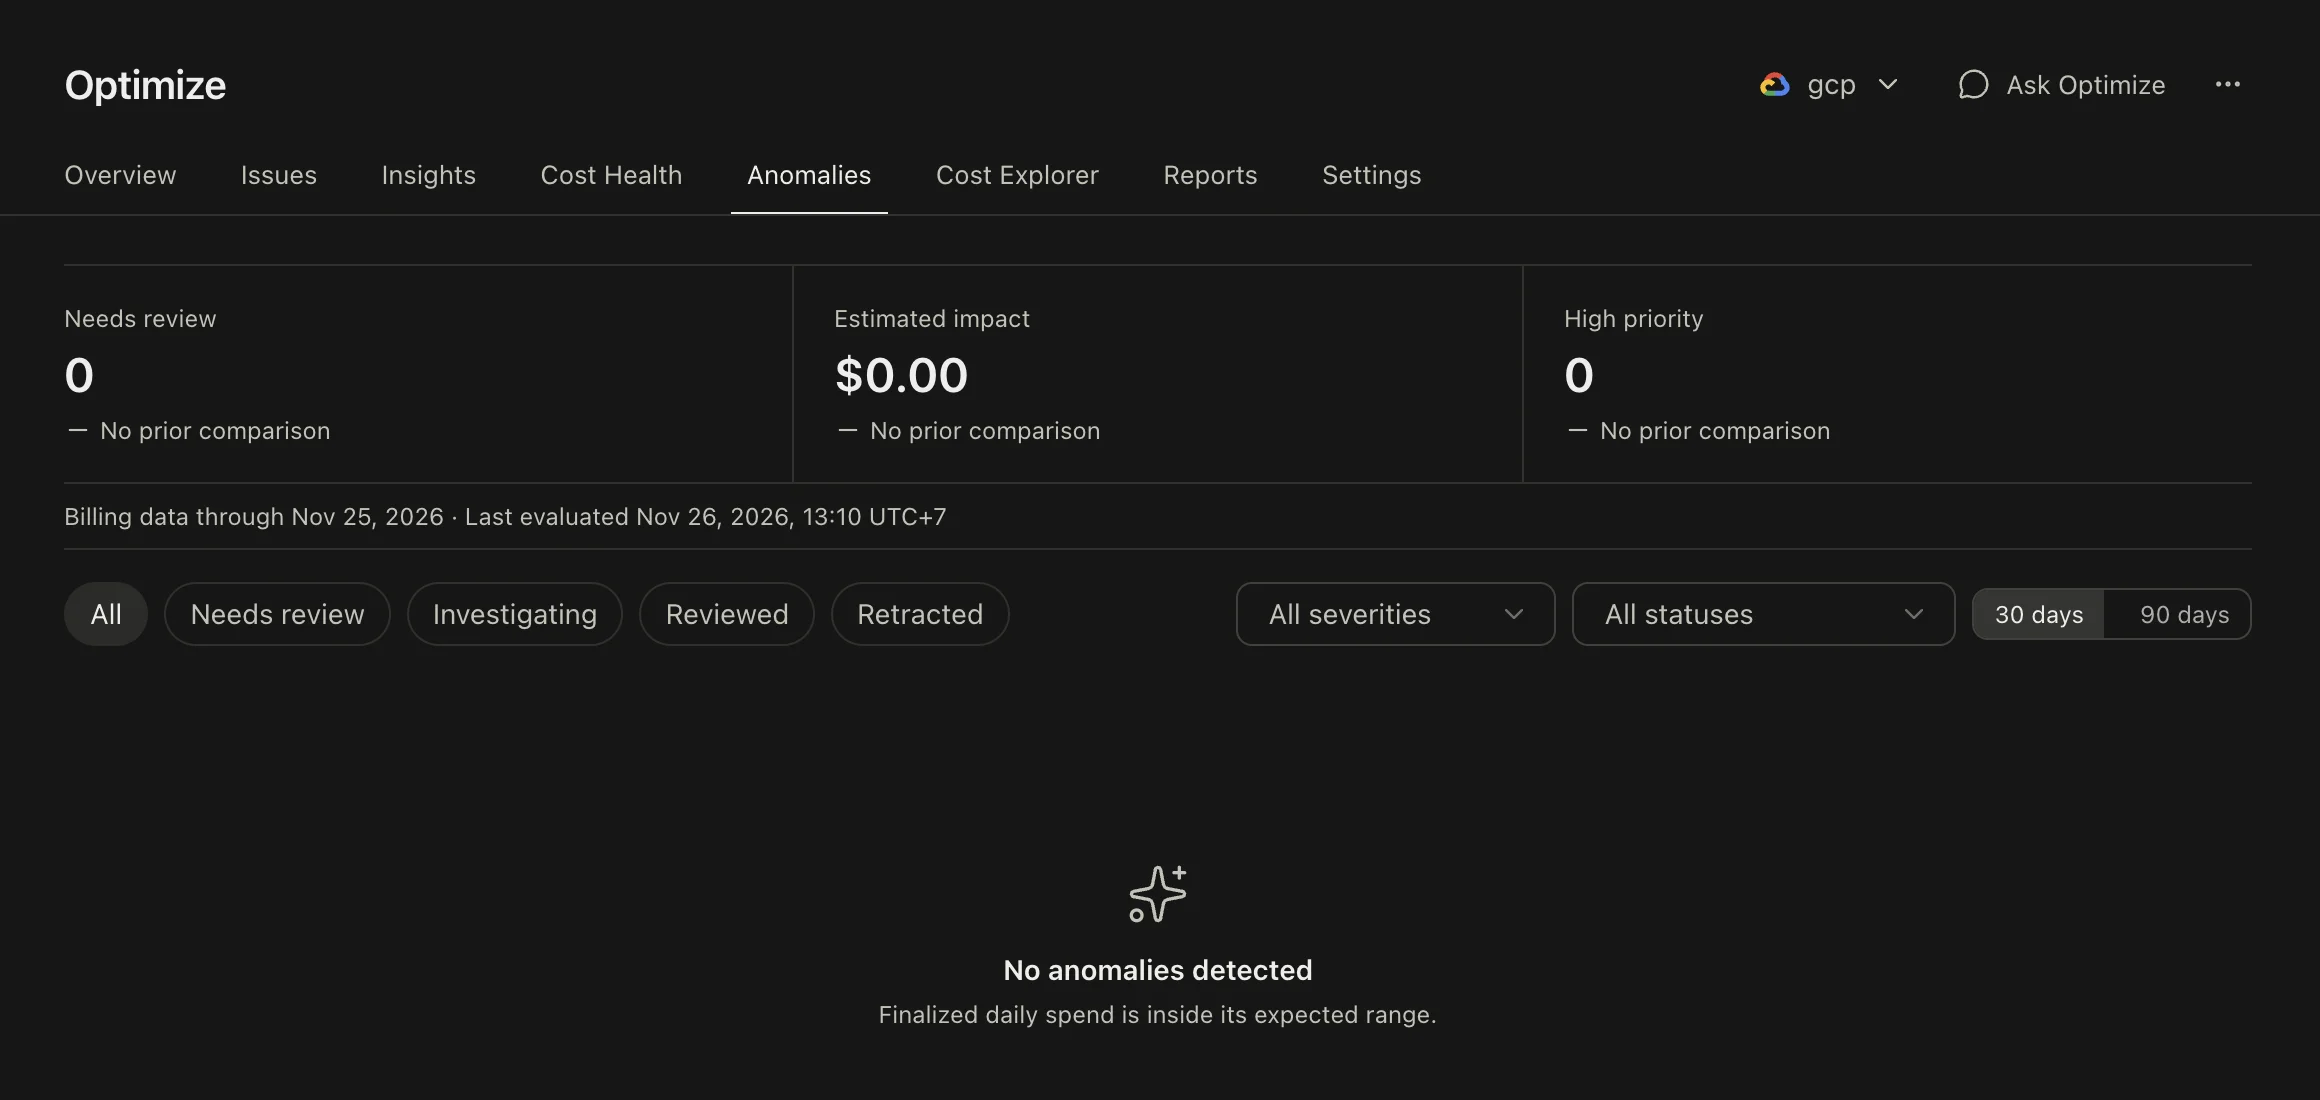 Optimize
gcp
Ask Optimize
Overview
Issues
Insights
Cost Health
Anomalies
Cost Explorer
Reports
Settings
Needs review
0
— No prior comparison
Estimated impact
$0.00
— No prior comparison
High priority
0
— No prior comparison
Billing data through Nov 25, 2026 · Last evaluated Nov 26, 2026, 13:10 UTC+7
All
Needs review
Investigating
Reviewed
Retracted
All severities
All statuses
30 days
90 days
No anomalies detected
Finalized daily spend is inside its expected range.